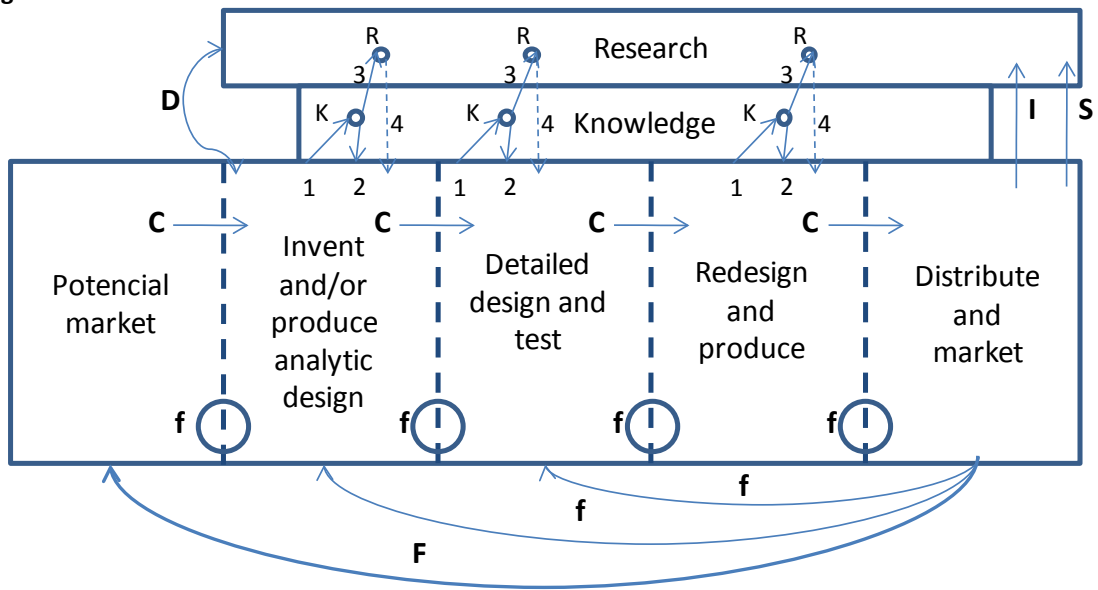 g
R
R
R
Research
3
3
3
D
I
S
K
K
K
4
4
4
Knowledge
1
2
1
2
1
2
C
C
C
C
Potencial
market
Invent
and/or
produce
analytic
design
Detailed
design and
test
Redesign
and
produce
Distribute
and
market
f
f
f
f
f
f
F